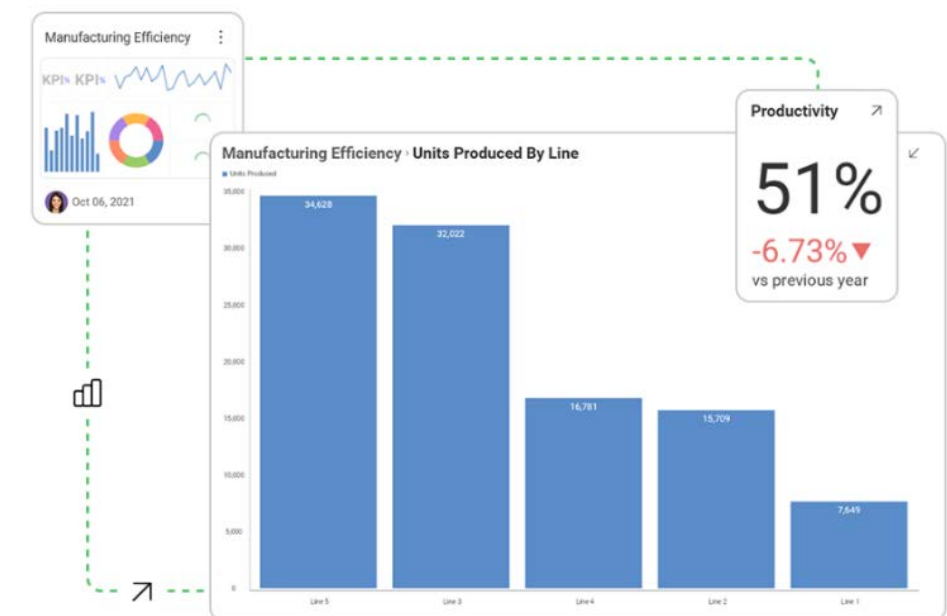 Manufacturing Efficiency
KPI% KPI%
Oct 06, 2021
Productivity
51%
-6.73%▼
vs previous year
Manufacturing Efficiency › Units Produced By Line
Units Produced
35,000
30,000
25,000
20,000
15,000
10,000
5,000
0
34,628
32,022
16,781
15,709
7,649
Line 5
Line 3
Line 4
Line 2
Line 1